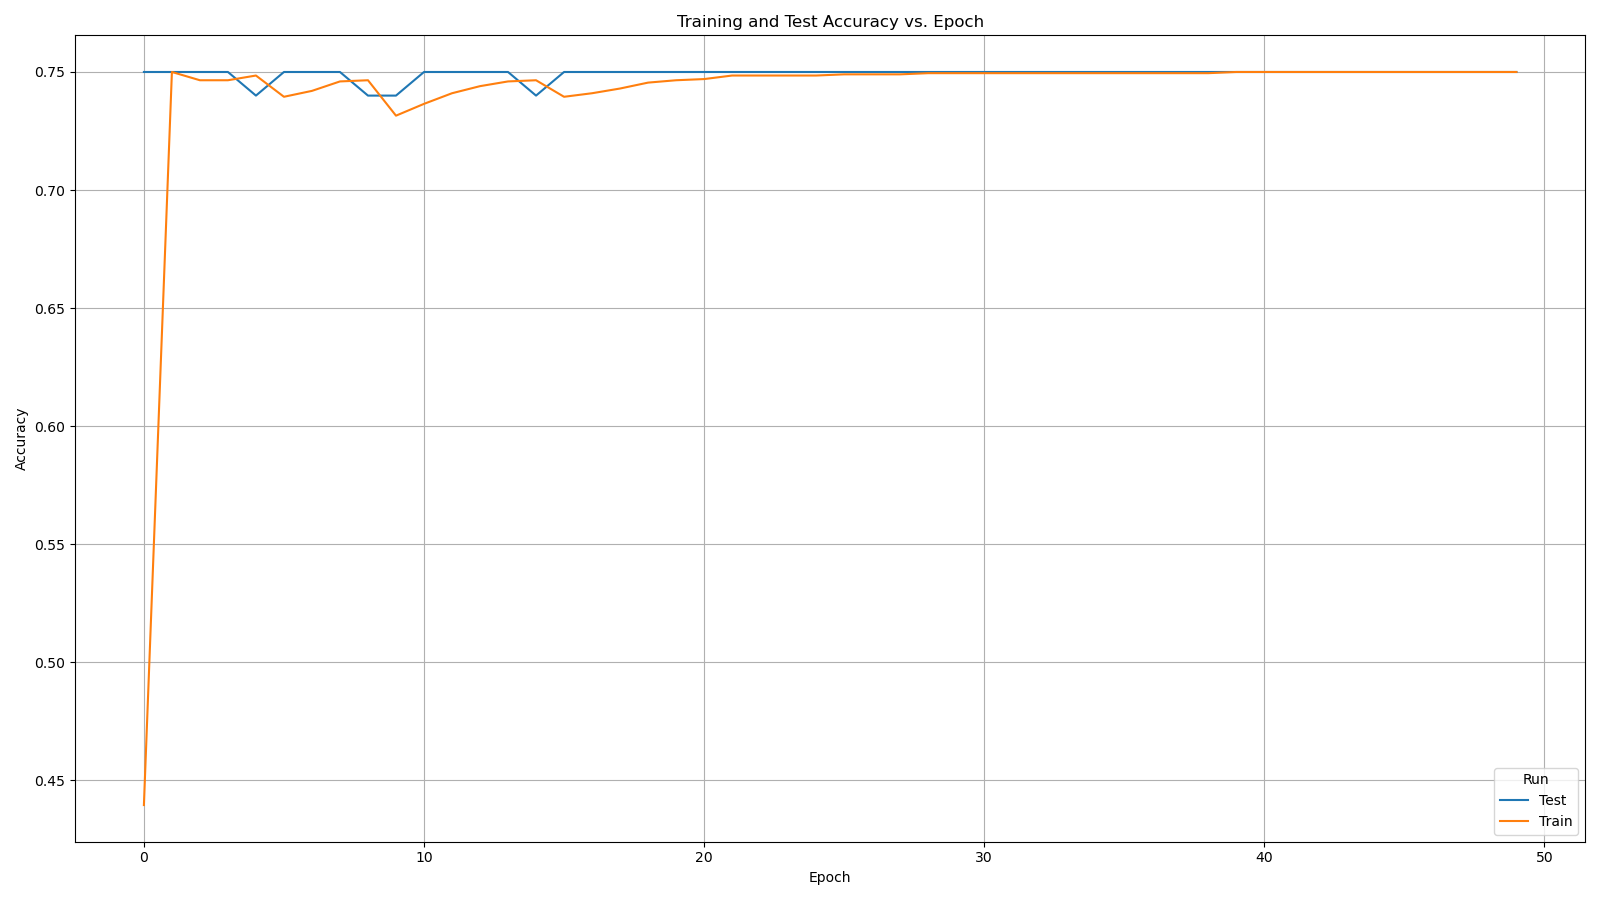 Training and Test Accuracy vs. Epoch
0.75
0.70
0.65
0.60
0.55
0.50
0.45
Accuracy
0 10 20 30 40 50
Epoch
Run
Test
Train